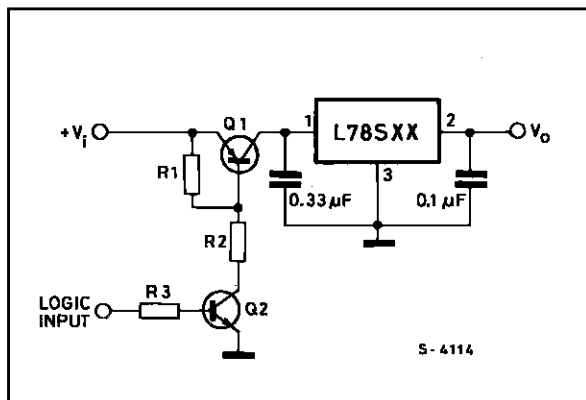 Q1
+Vi
1
L78SXX
2
Vo
R1
3
0.33µF
0.1µF
R2
LOGIC
INPUT
R3
Q2
S-4114